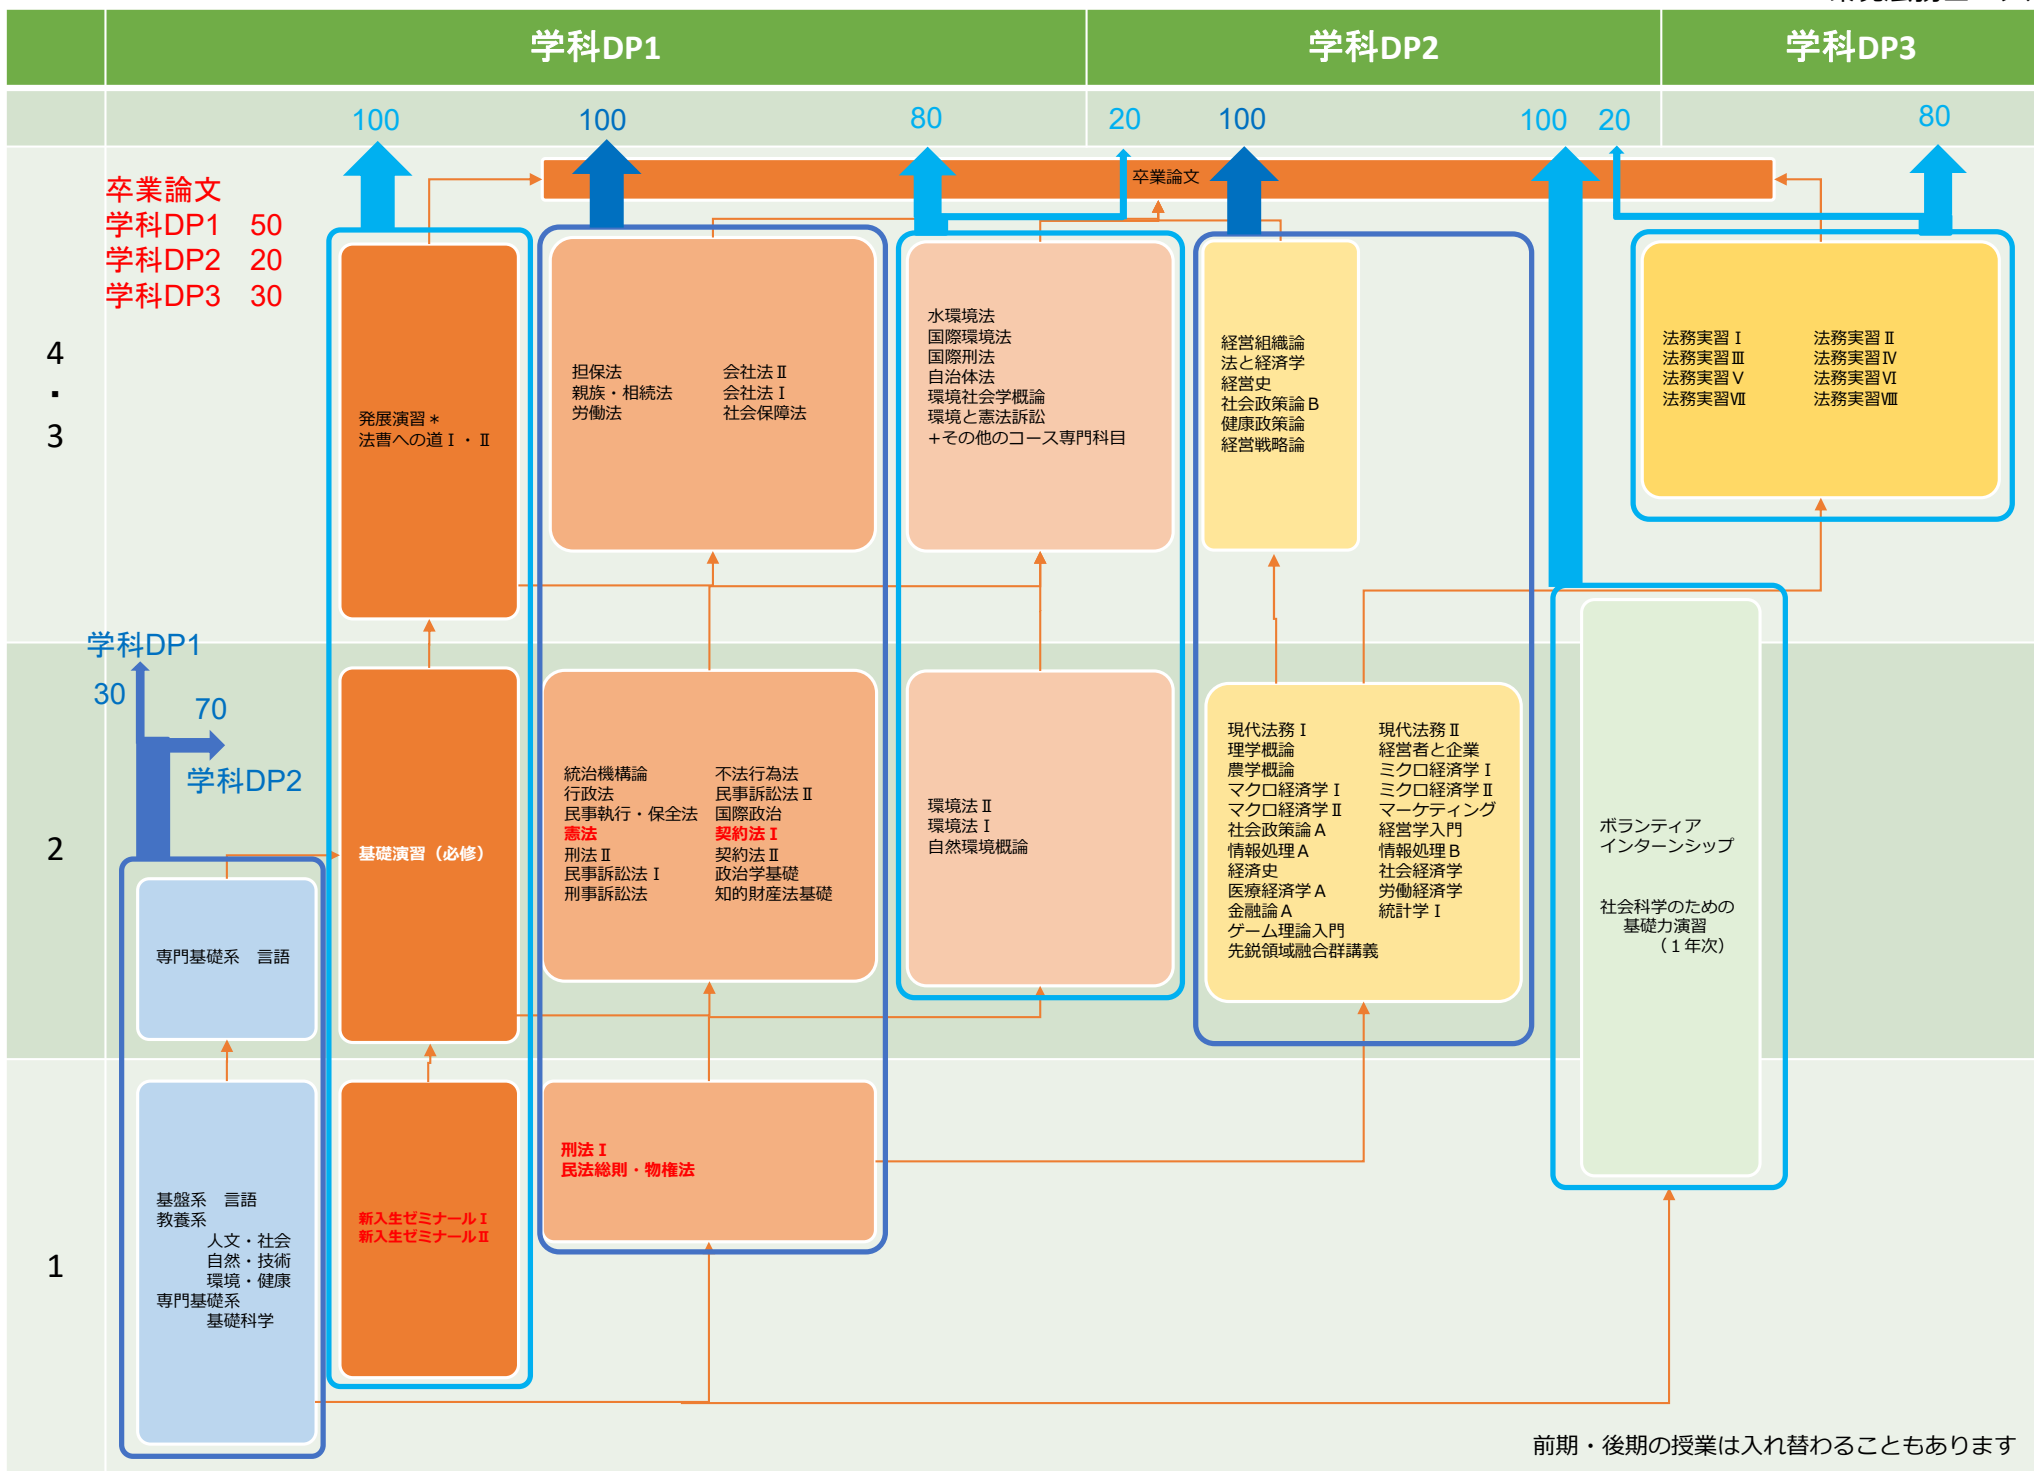 学科DP1
学科DP2
学科DP3
100
100
80
20
100
100
20
80
卒業論文
卒業論文
学科DP1 50
学科DP2 20
学科DP3 30
4
・
3
発展演習＊
法曹への道Ⅰ・Ⅱ
担保法
親族・相続法
労働法
会社法Ⅱ
会社法Ⅰ
社会保障法
水環境法
国際環境法
国際刑法
自治体法
環境社会学概論
環境と憲法訴訟
+その他のコース専門科目
経営組織論
法と経済学
経営史
社会政策論B
健康政策論
経営戦略論
法務実習Ⅰ
法務実習Ⅲ
法務実習Ⅴ
法務実習Ⅶ
法務実習Ⅱ
法務実習Ⅳ
法務実習Ⅵ
法務実習Ⅷ
学科DP1
30
70
学科DP2
2
専門基礎系 言語
基礎演習（必修）
統治機構論
行政法
民事執行・保全法
憲法
刑法Ⅱ
民事訴訟法Ⅰ
刑事訴訟法
不法行為法
民事訴訟法Ⅱ
国際政治
契約法Ⅰ
契約法Ⅱ
政治学基礎
知的財産法基礎
環境法Ⅱ
環境法Ⅰ
自然環境概論
現代法務Ⅰ
理学概論
農学概論
マクロ経済学Ⅰ
マクロ経済学Ⅱ
社会政策論A
情報処理A
経済史
医療経済学A
金融論A
ゲーム理論入門
先鋭領域融合群講義
現代法務Ⅱ
経営者と企業
ミクロ経済学Ⅰ
ミクロ経済学Ⅱ
マーケティング
経営学入門
情報処理B
社会経済学
労働経済学
統計学Ⅰ
ボランティア
インターンシップ
社会科学のための
基礎力演習
（１年次）
1
基盤系 言語
教養系
人文・社会
自然・技術
環境・健康
専門基礎系
基礎科学
新入生ゼミナールⅠ
新入生ゼミナールⅡ
刑法Ⅰ
民法総則・物権法
前期・後期の授業は入れ替わることもあります